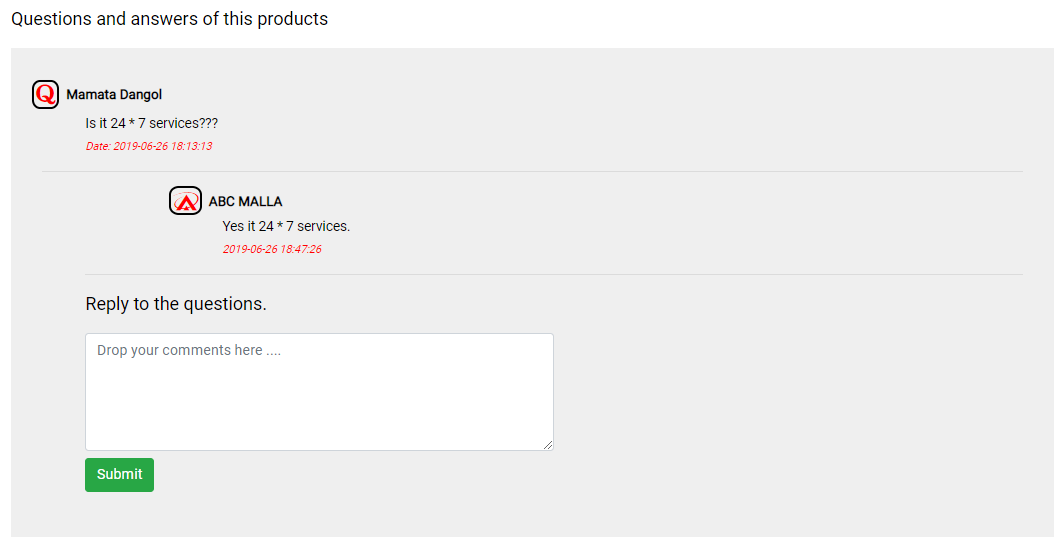 Questions and answers of this products
Q Mamata Dangol
Is it 24 * 7 services???
Date: 2019-06-26 18:13:13
A ABC MALLA
Yes it 24 * 7 services.
2019-06-26 18:47:26
Reply to the questions.
Drop your comments here ....
Submit